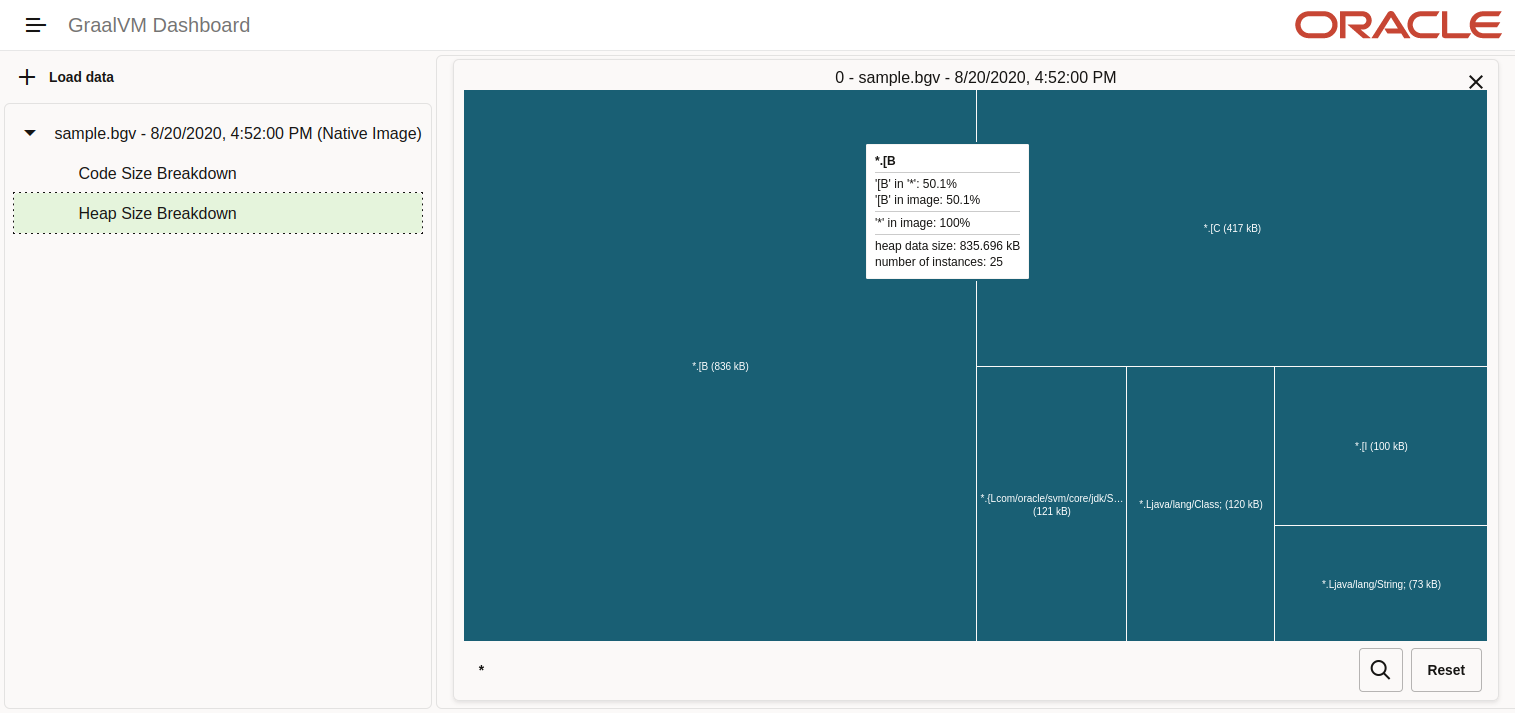 GraalVM Dashboard
ORACLE
Load data
sample.bgv - 8/20/2020, 4:52:00 PM (Native Image)
Code Size Breakdown
Heap Size Breakdown
0 - sample.bgv - 8/20/2020, 4:52:00 PM
*.[B
'[B' in '*': 50.1%
'[B' in image: 50.1%
'*' in image: 100%
heap data size: 835.696 kB
number of instances: 25
*.[B (836 kB)
*.[C (417 kB)
*.{Lcom/oracle/svm/core/jdk/S...
(121 kB)
*.Ljava/lang/Class; (120 kB)
*.[I (100 kB)
*.Ljava/lang/String; (73 kB)
*
Reset